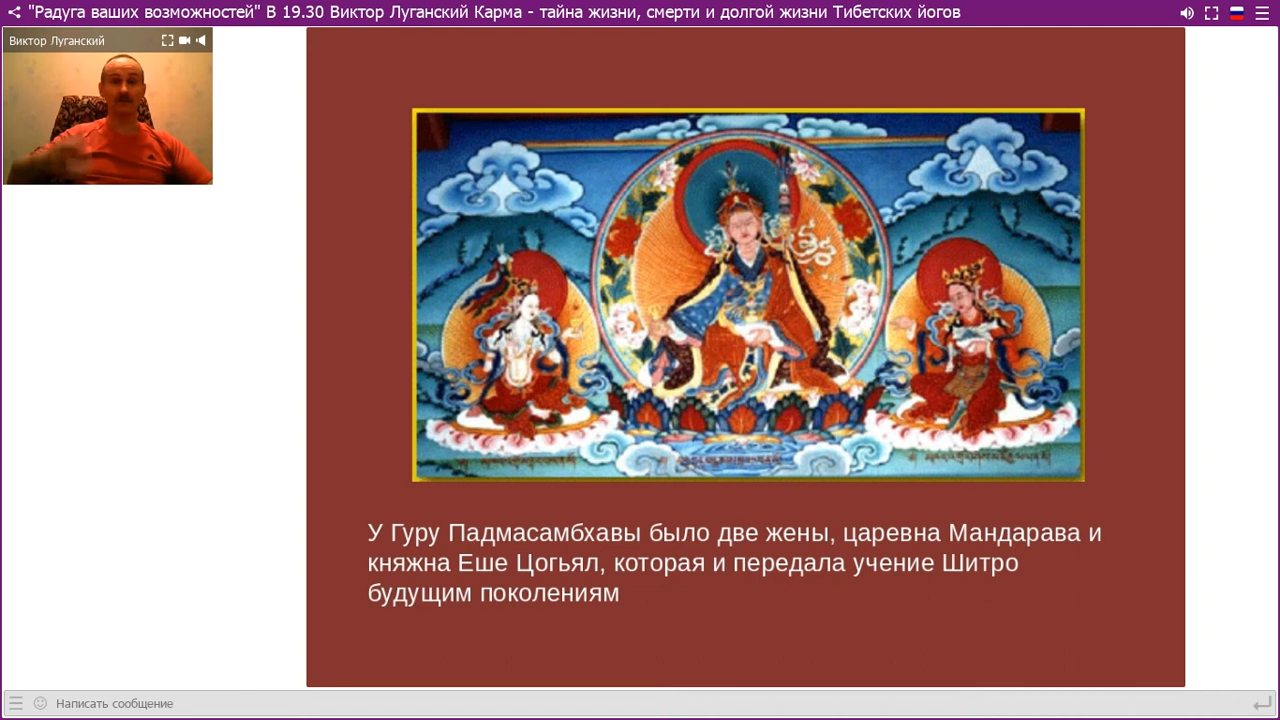 "Радуга ваших возможностей" В 19.30 Виктор Луганский Карма - тайна жизни, смерти и долгой жизни Тибетских йогов
Виктор Луганский
У Гуру Падмасамбхавы было две жены, царевна Мандарава и
княжна Еше Цогьял, которая и передала учение Шитро
будущим поколениям
Написать сообщение